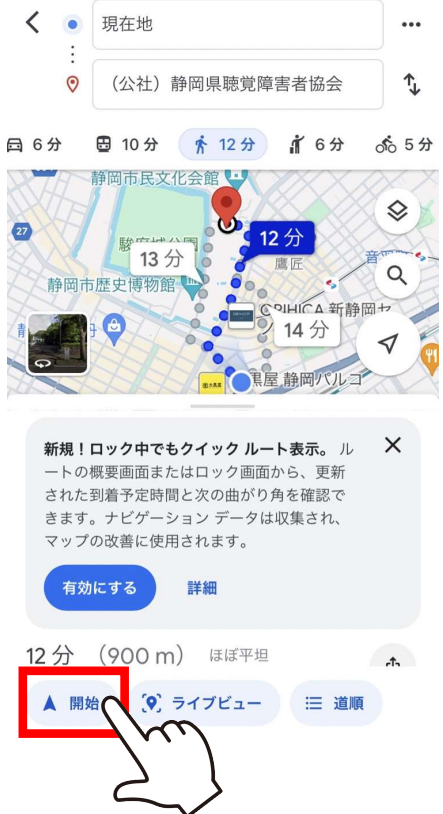 現在地
（公社）静岡県聴覚障害者協会
6 分
10 分
12 分
6 分
5 分
静岡市民文化会館
27
12 分
13 分
鷹匠
静岡市歴史博物館
14 分
黒屋 静岡パルコ
新規！ロック中でもクイック ルート表示。 ル
ートの概要画面またはロック画面から、更新
された到着予定時間と次の曲がり角を確認で
きます。ナビゲーション データは収集され、
マップの改善に使用されます。
有効にする
詳細
12 分 （900 m） ほぼ平坦
開始
ライブビュー
道順